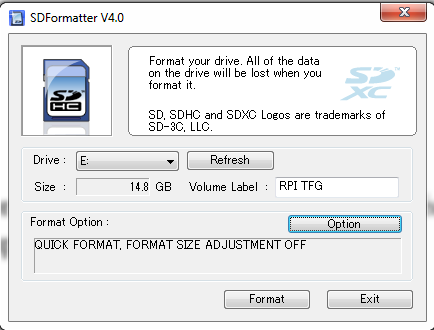 SDFormatter V4.0
Format your drive. All of the data
on the drive will be lost when you
format it.
SD, SDHC and SDXC Logos are trademarks of
SD-3C, LLC.
SD
XC
SD
HC
Drive : E: Refresh
Size : 14.8 GB Volume Label : RPI TFG
Format Option :
Option
QUICK FORMAT, FORMAT SIZE ADJUSTMENT OFF
Format Exit